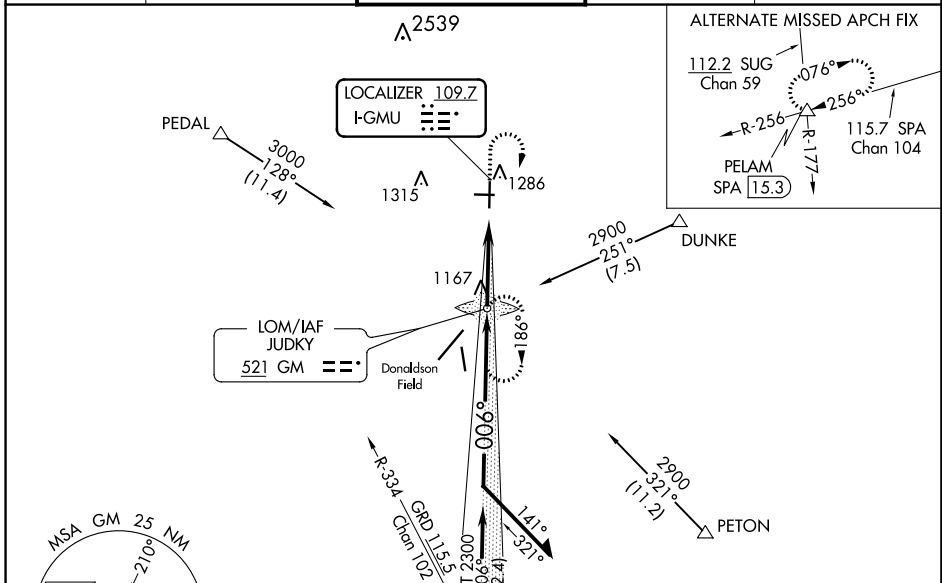 2539
ALTERNATE MISSED APCH FIX
112.2 SUG
Chan 59
076°
256°
R-256
R-177
115.7 SPA
Chan 104
PELAM
SPA 15.3
LOCALIZER 109.7
I-GMU
PEDAL
3000
128°
(11.4)
1315
1286
2900
251°
(7.5)
DUNKE
1167
LOM/IAF
JUDKY
521 GM
Donaldson
Field
186°
006°
R-334
GRD 115.5
Chan 102
141°
321°
2900
321°
(11.2)
PETON
MSA GM 25 NM
210°
2300